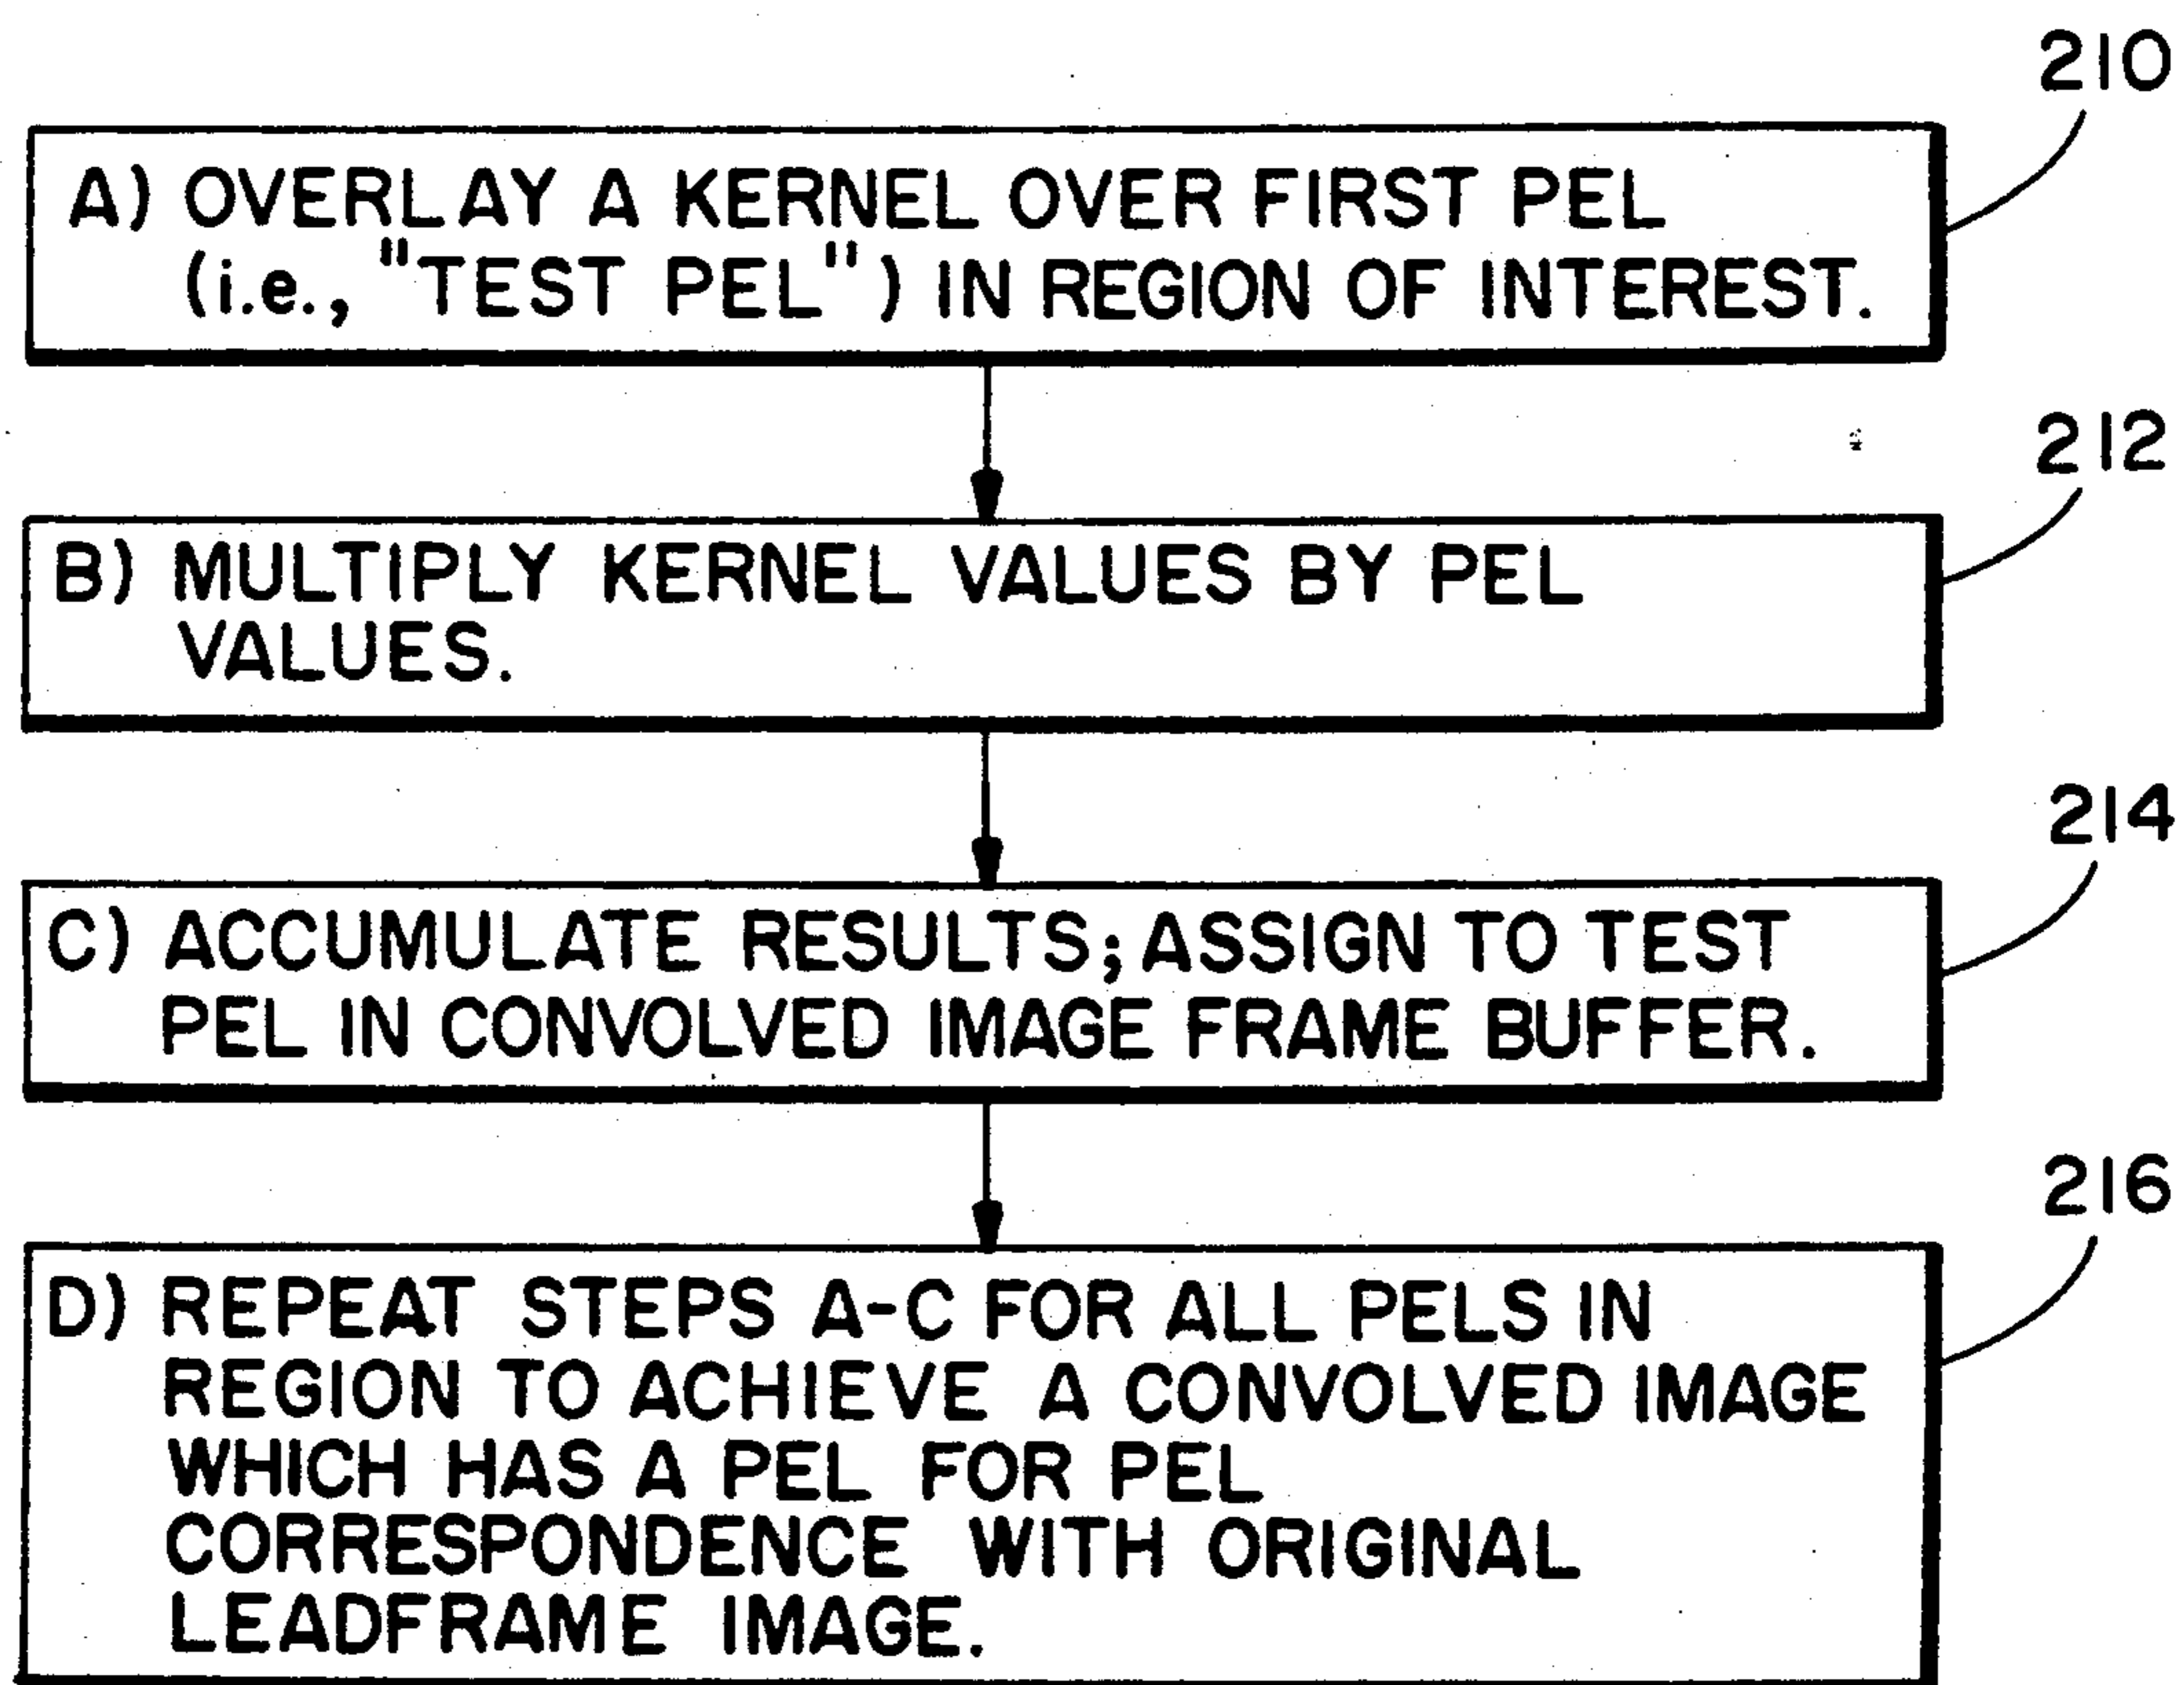 210
A) OVERLAY A KERNEL OVER FIRST PEL
(i.e., "TEST PEL") IN REGION OF INTEREST.
212
B) MULTIPLY KERNEL VALUES BY PEL
VALUES.
214
C) ACCUMULATE RESULTS; ASSIGN TO TEST
PEL IN CONVOLVED IMAGE FRAME BUFFER.
216
D) REPEAT STEPS A-C FOR ALL PELS IN
REGION TO ACHIEVE A CONVOLVED IMAGE
WHICH HAS A PEL FOR PEL
CORRESPONDENCE WITH ORIGINAL
LEADFRAME IMAGE.